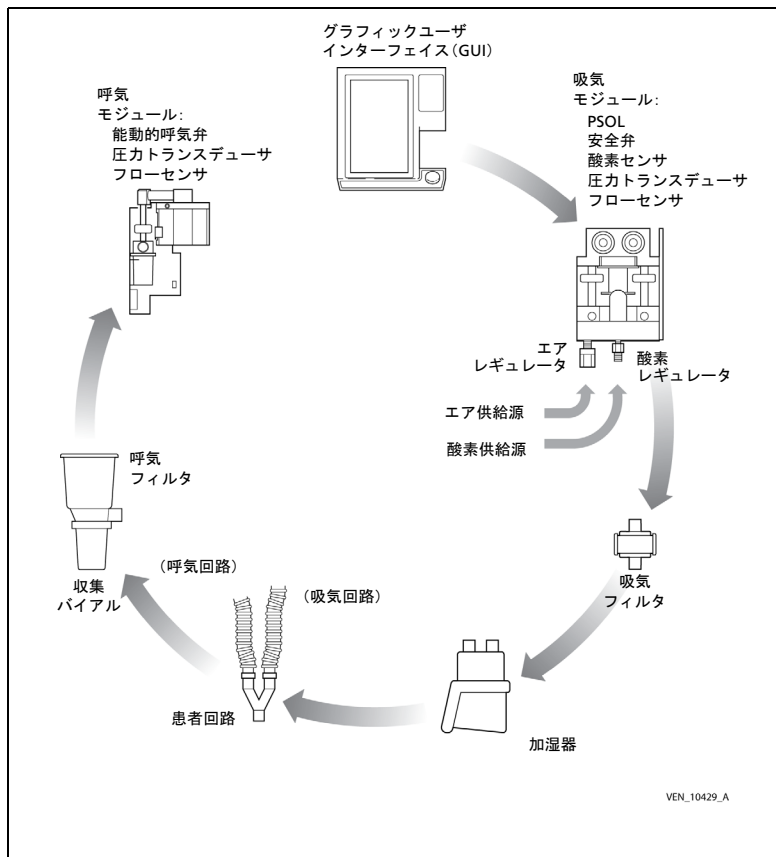 グラフィックユーザ
インターフェイス(GUI)
呼気
モジュール:
能動的呼気弁
圧力トランスデューサ
フローセンサ
吸気
モジュール:
PSOL
安全弁
酸素センサ
圧力トランスデューサ
フローセンサ
エア
レギュレータ
酸素
レギュレータ
エア供給源
酸素供給源
呼気
フィルタ
収集
バイアル
(呼気回路)
(吸気回路)
患者回路
吸気
フィルタ
加湿器
VEN_10429_A